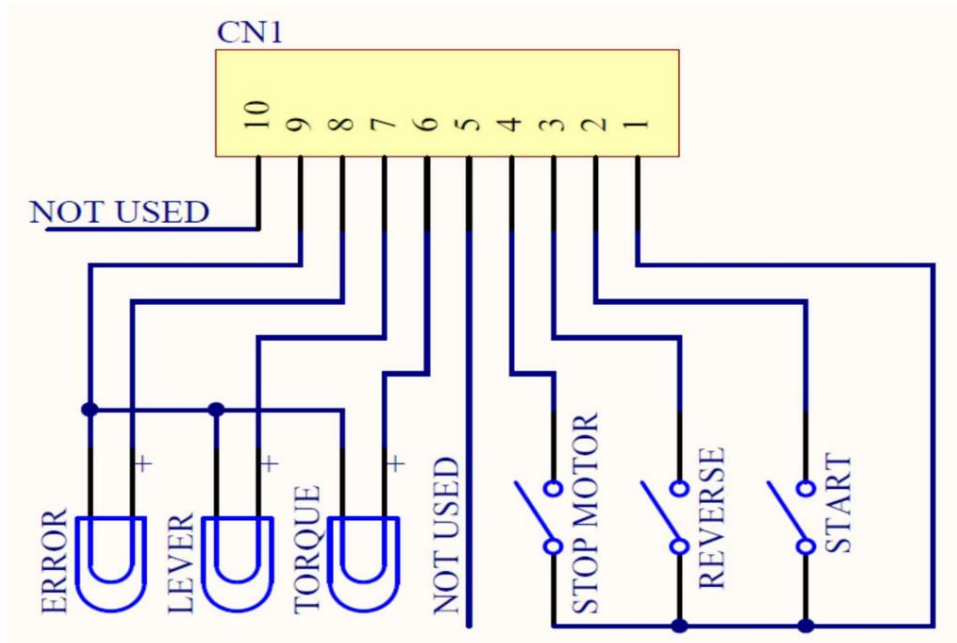 CN1
10 9 8 7 6 5 4 3 2 1
NOT USED
+ + +
ERROR
LEVER
TORQUE
NOT USED
STOP MOTOR
REVERSE
START